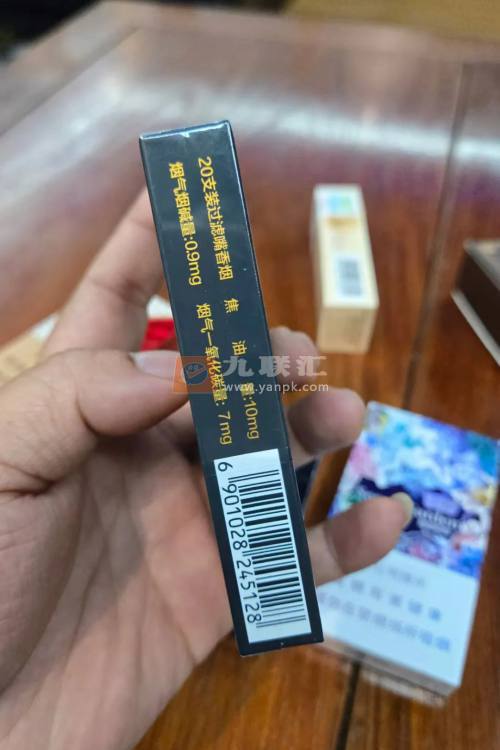 20支装过滤嘴香烟 焦油量:10mg
烟气烟碱量:0.9mg 烟气一氧化碳量:7mg
6 901028 245128
九联汇
www.yanpk.com